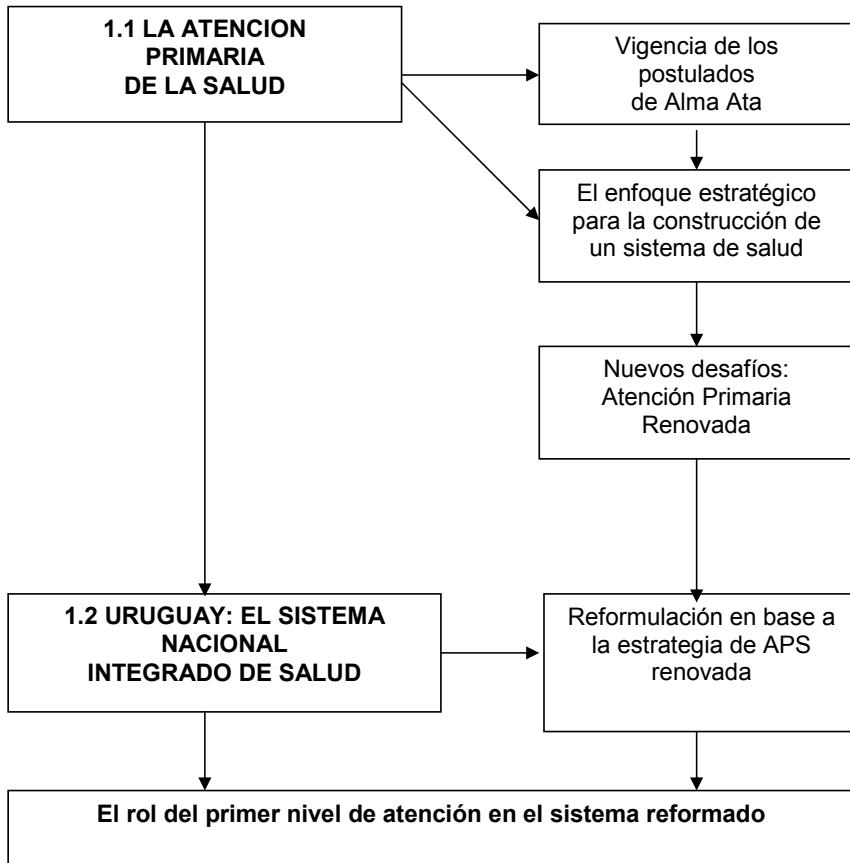 1.1 LA ATENCION
PRIMARIA
DE LA SALUD
Vigencia de los
postulados
de Alma Ata
El enfoque estratégico
para la construcción de
un sistema de salud
Nuevos desafíos:
Atención Primaria
Renovada
1.2 URUGUAY: EL SISTEMA
NACIONAL
INTEGRADO DE SALUD
Reformulación en base a
la estrategia de APS
renovada
El rol del primer nivel de atención en el sistema reformado